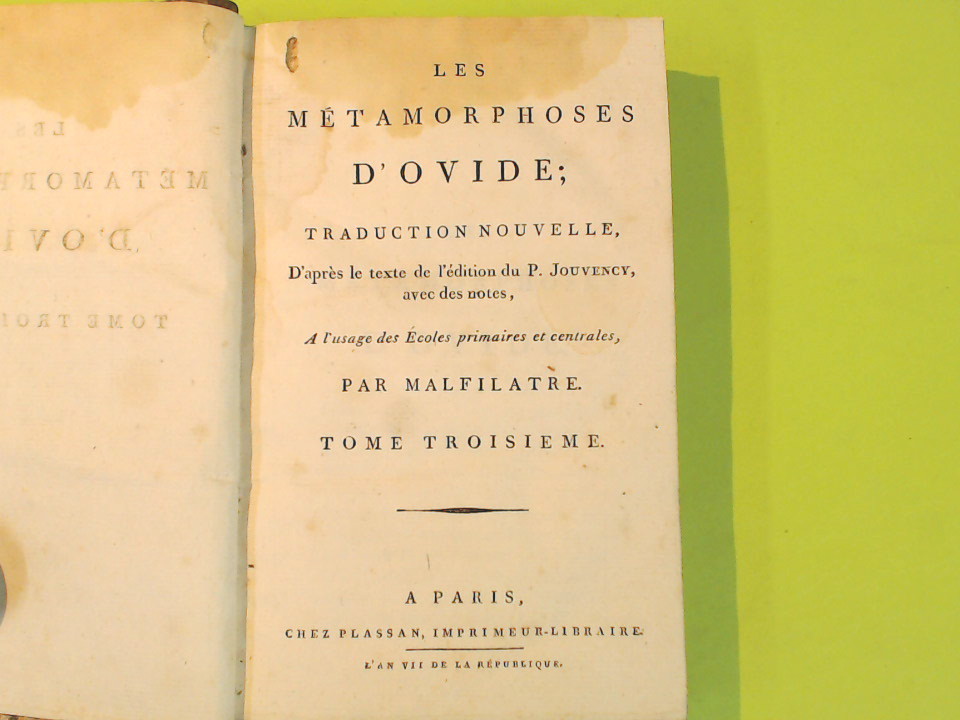 LES
MÉTAMORPHOSES
D'OVIDE;
TRADUCTION NOUVELLE,
D'après le texte de l'édition du P. JOUVENCY,
avec des notes,
A l'usage des Écoles primaires et centrales,
PAR MALFILATRE.
TOME TROISIEME.
A PARIS,
CHEZ PLASSAN, IMPRIMEUR-LIBRAIRE.
L'AN VII DE LA RÉPUBLIQUE.